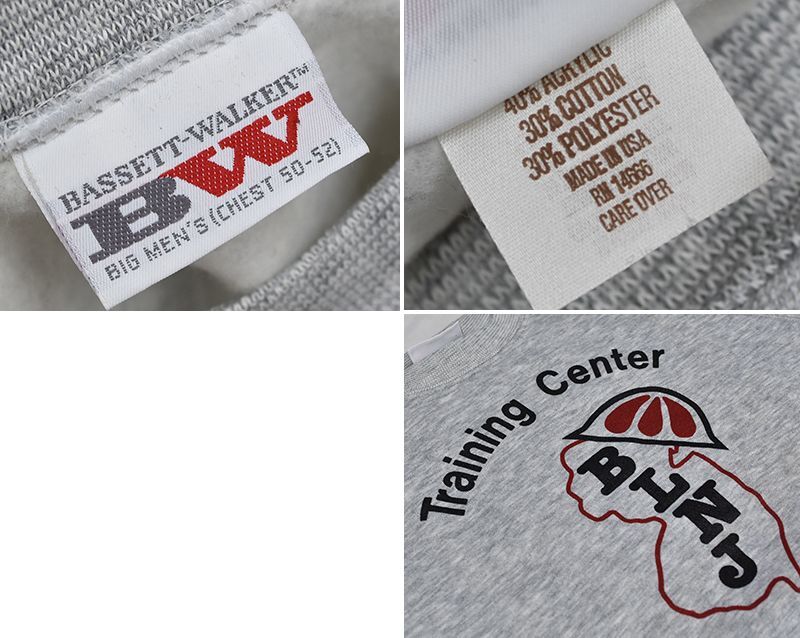 BASSETT-WALKER™
BW
BIG MEN'S (CHEST 50-52)
40% ACRYLIC
30% COTTON
30% POLYESTER
MADE IN USA
RN 14666
CARE OVER
Training Center
BLNJ